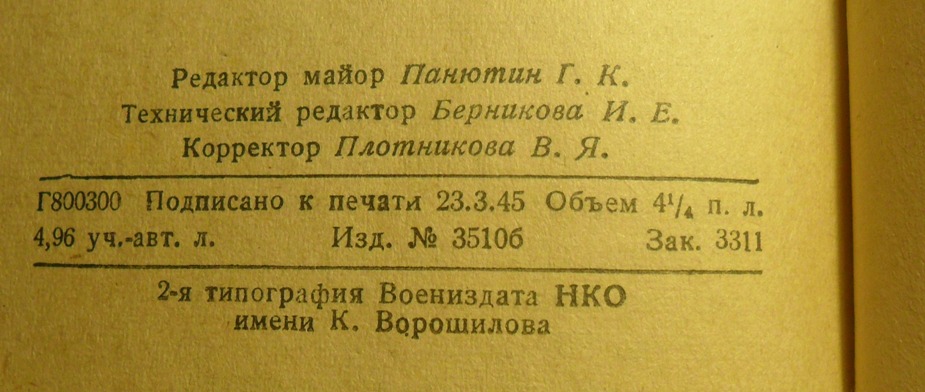 Редактор майор Панютин Г. К.
Технический редактор Берникова И. Е.
Корректор Плотникова В. Я.
Г800300 Подписано к печати 23.3.45 Объем 4¹/₄ п. л.
4,96 уч.-авт. л. Изд. № 3510б Зак. 3311
2-я типография Воениздата НКО
имени К. Ворошилова